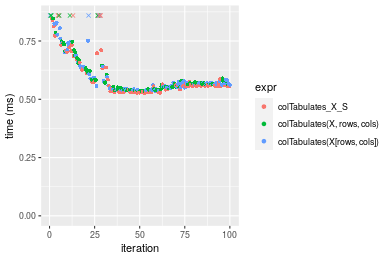 0.75
0.50
0.25
0.00
time (ms)
0
25
50
75
100
iteration
expr
colTabulates_X_S
colTabulates(X, rows, cols)
colTabulates(X[rows, cols])